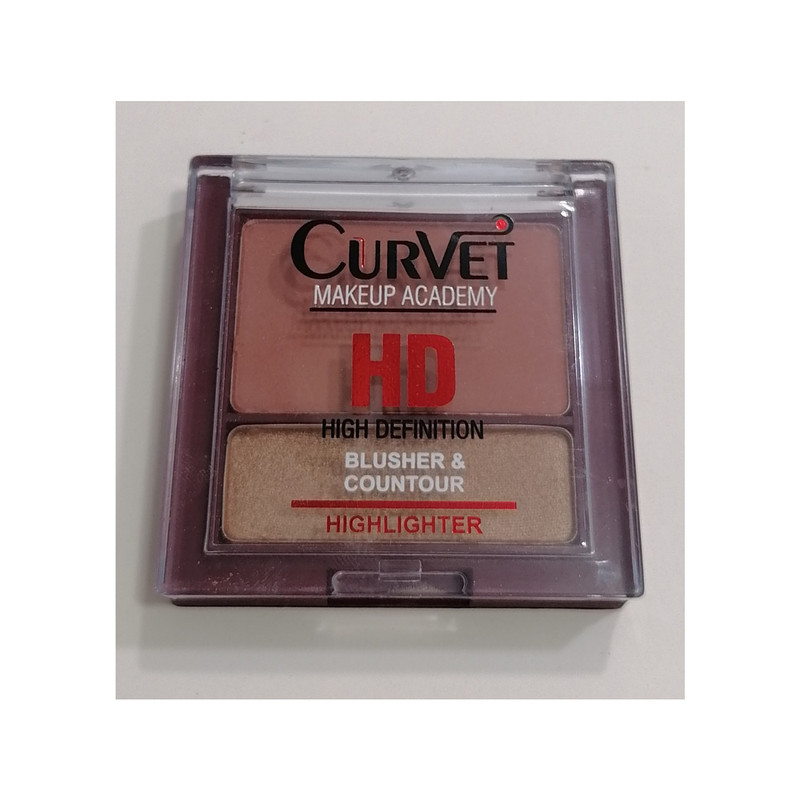 CURVET
MAKEUP ACADEMY
HD
HIGH DEFINITION
BLUSHER &
COUNTOUR
HIGHLIGHTER